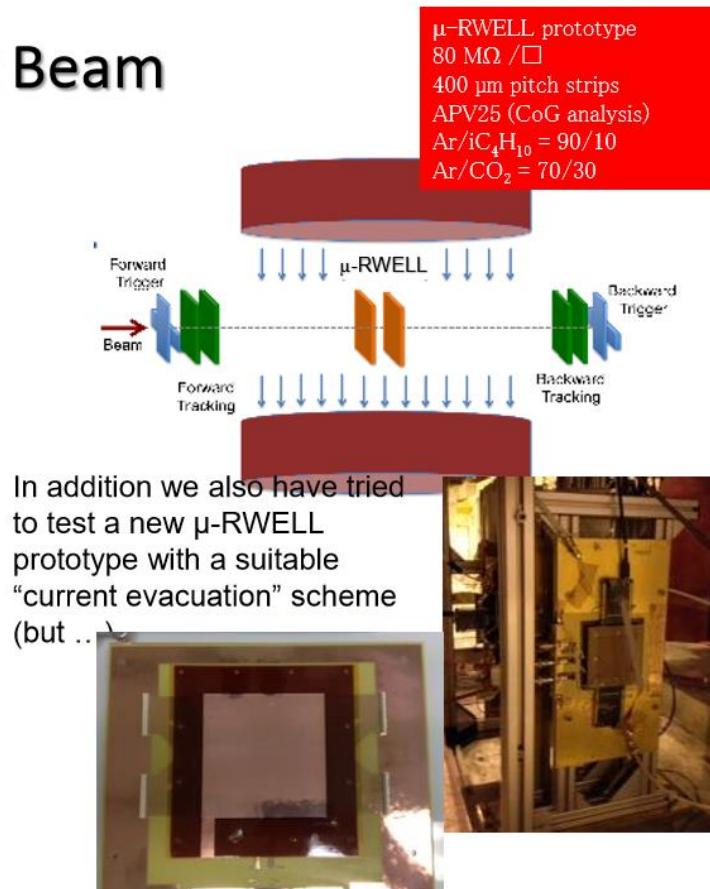 Beam
μ-RWELL prototype
80 MΩ /□
400 μm pitch strips
APV25 (CoG analysis)
Ar/iC₄H₁₀ = 90/10
Ar/CO₂ = 70/30
Forward
Trigger
μ-RWELL
Backward
Trigger
Beam
Forward
Tracking
Backward
Tracking
In addition we also have tried
to test a new μ-RWELL
prototype with a suitable
“current evacuation” scheme
(but …)